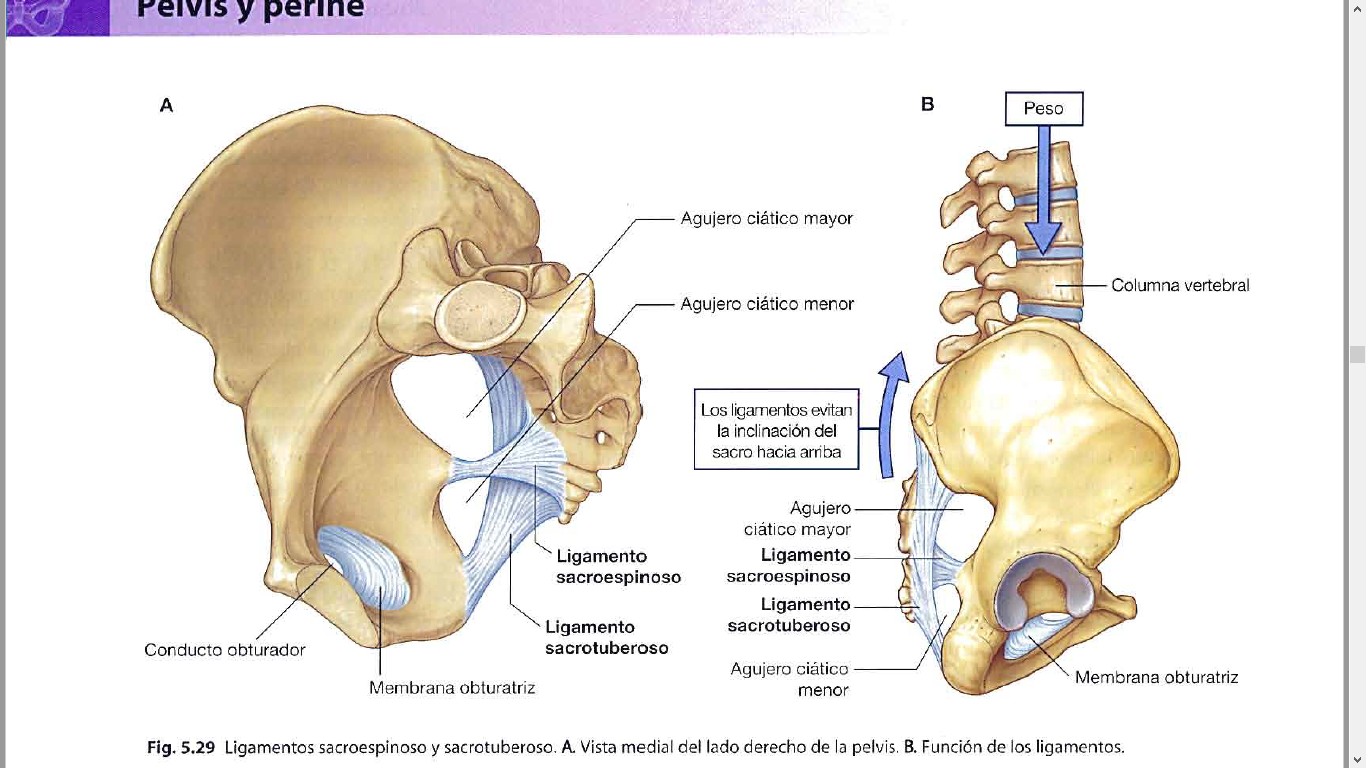 Pelvis y periné
A
Agujero ciático mayor
Agujero ciático menor
Ligamento
sacroespinoso
Ligamento
sacrotuberoso
Conducto obturador
Membrana obturatriz
B
Peso
Columna vertebral
Los ligamentos evitan
la inclinación del
sacro hacia arriba
Agujero
ciático mayor
Ligamento
sacroespinoso
Ligamento
sacrotuberoso
Agujero ciático
menor
Membrana obturatriz
Fig. 5.29 Ligamentos sacroespinoso y sacrotuberoso. A. Vista medial del lado derecho de la pelvis. B. Función de los ligamentos.